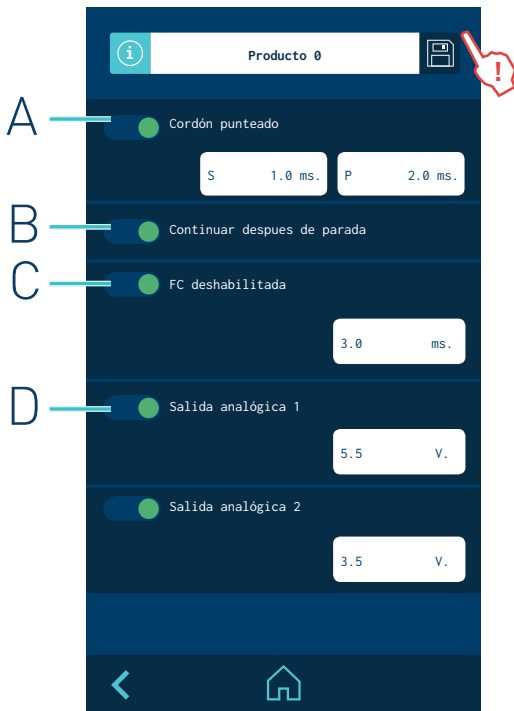 i
Producto 0
!
A
Cordón punteado
S 1.0 ms.
P 2.0 ms.
B
Continuar despues de parada
C
FC deshabilitada
3.0 ms.
D
Salida analógica 1
5.5 V.
Salida analógica 2
3.5 V.